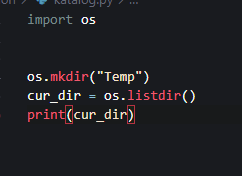 katalog.py > ...
import os
os.mkdir("Temp")
cur_dir = os.listdir()
print(cur_dir)